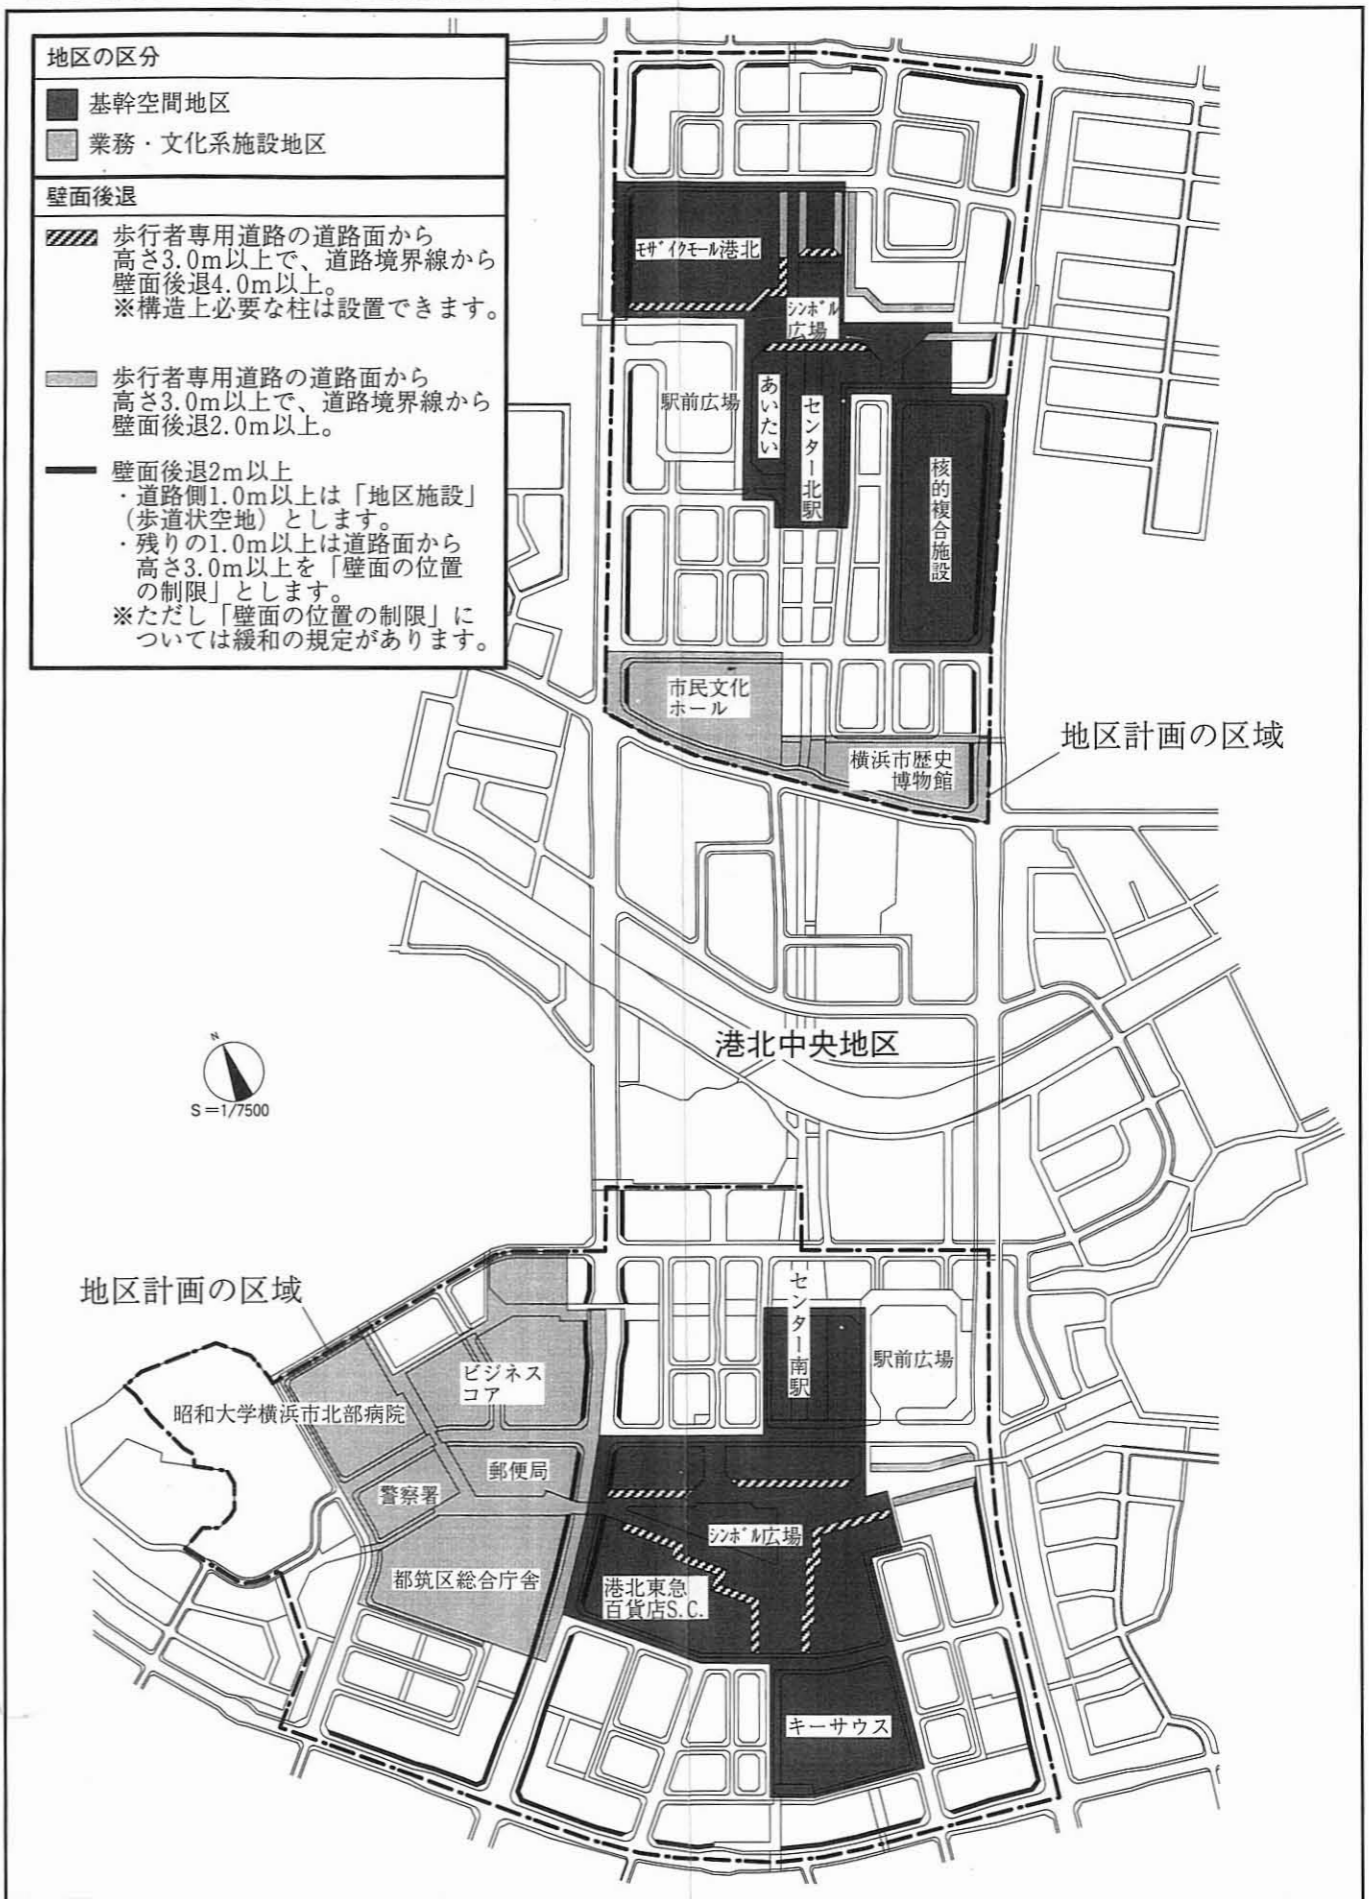 地区の区分
基幹空間地区
業務・文化系施設地区
壁面後退
歩行者専用道路の道路面から
高さ3.0m以上で、道路境界線から
壁面後退4.0m以上。
※構造上必要な柱は設置できます。
歩行者専用道路の道路面から
高さ3.0m以上で、道路境界線から
壁面後退2.0m以上。
壁面後退2m以上
・道路側1.0m以上は「地区施設」
（歩道状空地）とします。
・残りの1.0m以上は道路面から
高さ3.0m以上を「壁面の位置
の制限」とします。
※ただし「壁面の位置の制限」に
ついては緩和の規定があります。
モザイクモール港北
シンボル
広場
駅前広場
あいたい
センター北駅
核的複合施設
市民文化
ホール
横浜市歴史
博物館
地区計画の区域
港北中央地区
N
S＝1/7500
地区計画の区域
センター南駅
駅前広場
ビジネス
コア
昭和大学横浜市北部病院
郵便局
警察署
シンボル広場
都筑区総合庁舎
港北東急
百貨店S.C.
キーサウス